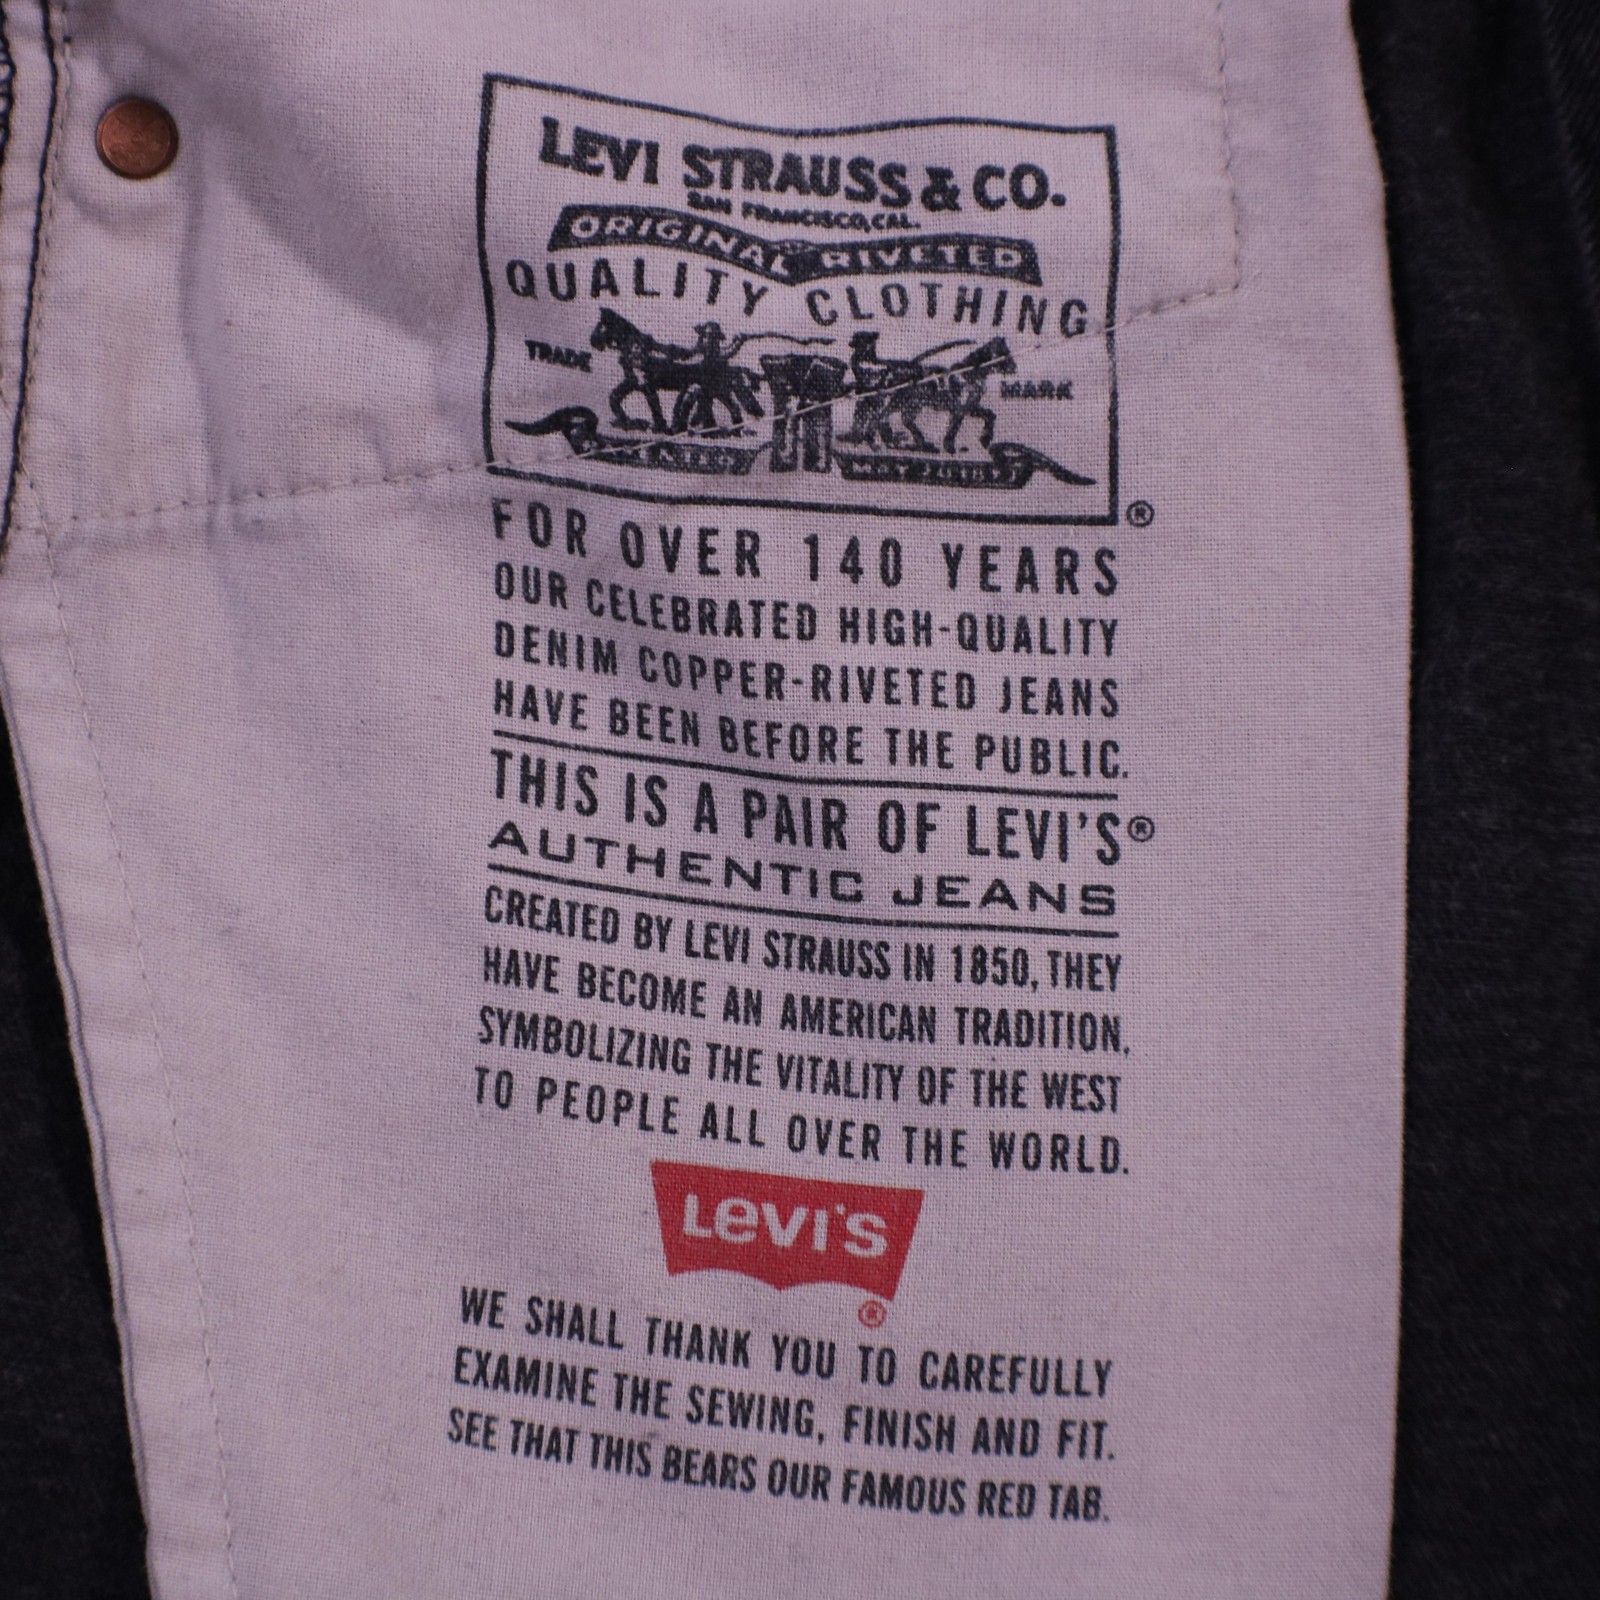 LEVI STRAUSS & CO.
SAN FRANCISCO, CAL.
ORIGINAL RIVETED
QUALITY CLOTHING
TRADE MARK
MAY
®
FOR OVER 140 YEARS
OUR CELEBRATED HIGH-QUALITY
DENIM COPPER-RIVETED JEANS
HAVE BEEN BEFORE THE PUBLIC.
THIS IS A PAIR OF LEVI'S®
AUTHENTIC JEANS
CREATED BY LEVI STRAUSS IN 1850, THEY
HAVE BECOME AN AMERICAN TRADITION,
SYMBOLIZING THE VITALITY OF THE WEST
TO PEOPLE ALL OVER THE WORLD.
Levi's
®
WE SHALL THANK YOU TO CAREFULLY
EXAMINE THE SEWING, FINISH AND FIT.
SEE THAT THIS BEARS OUR FAMOUS RED TAB.